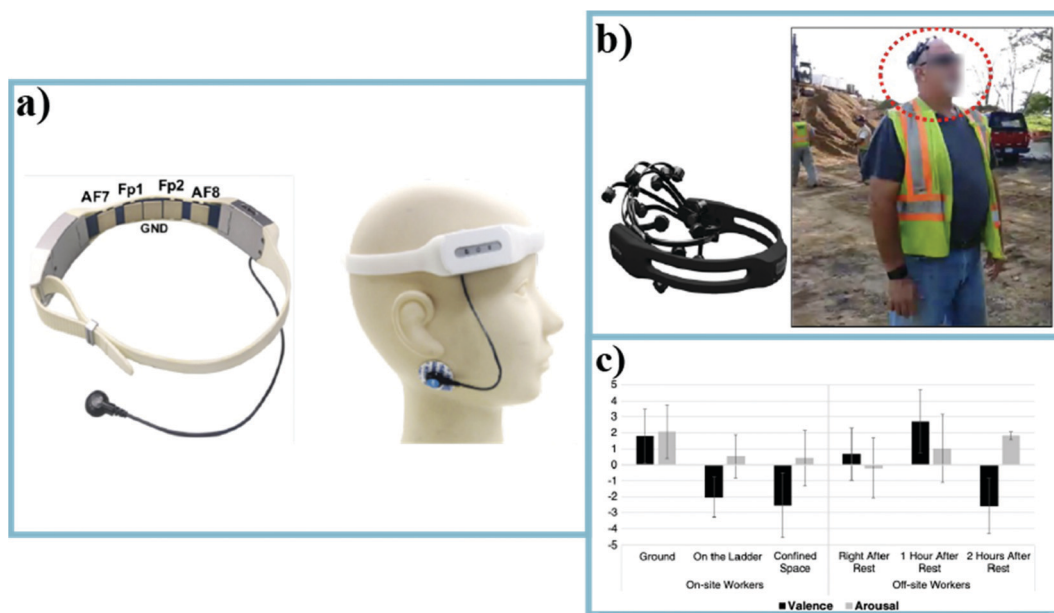 a)
AF7 Fp1 Fp2 AF8
GND
b)
c)
5
4
3
2
1
0
-1
-2
-3
-4
-5
Ground
On the Ladder
Confined
Space
Right After
Rest
1 Hour After
Rest
2 Hours After
Rest
On-site Workers
Off-site Workers
Valence
Arousal